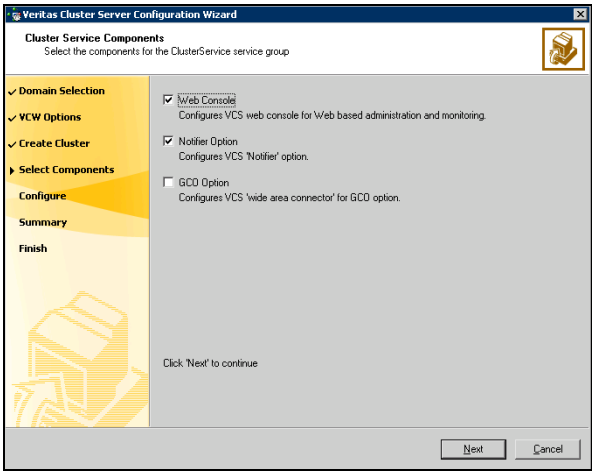 Veritas Cluster Server Configuration Wizard
Cluster Service Components
Select the components for the ClusterService service group
Domain Selection
VCW Options
Create Cluster
Select Components
Configure
Summary
Finish
Web Console
Configures VCS web console for Web based administration and monitoring.
Notifier Option
Configures VCS 'Notifier' option.
GCO Option
Configures VCS 'wide area connector' for GCO option.
Click 'Next' to continue
Next
Cancel